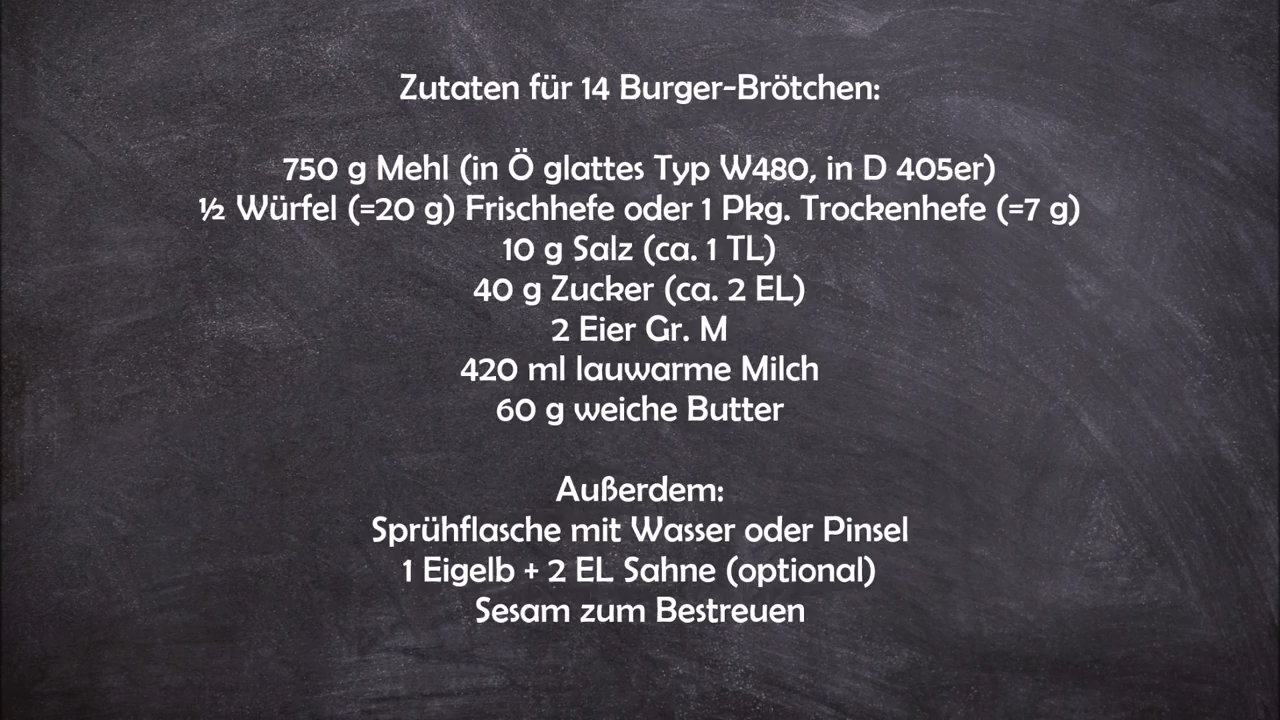 Zutaten für 14 Burger-Brötchen:
750 g Mehl (in Ö glattes Typ W480, in D 405er)
½ Würfel (=20 g) Frischhefe oder 1 Pkg. Trockenhefe (=7 g)
10 g Salz (ca. 1 TL)
40 g Zucker (ca. 2 EL)
2 Eier Gr. M
420 ml lauwarme Milch
60 g weiche Butter
Außerdem:
Sprühflasche mit Wasser oder Pinsel
1 Eigelb + 2 EL Sahne (optional)
Sesam zum Bestreuen